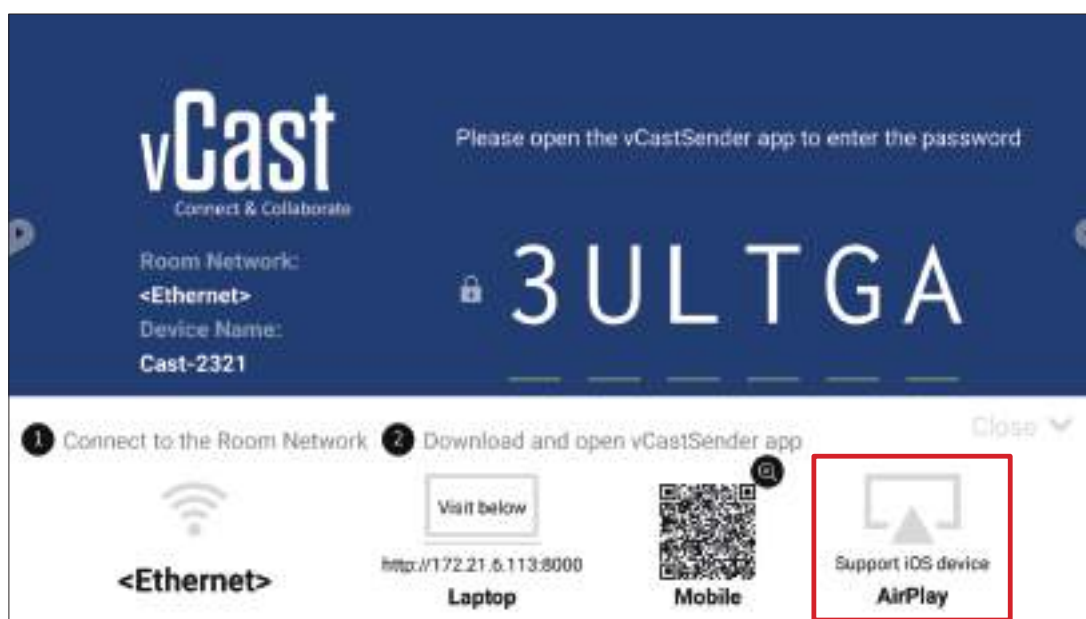 vCast
Connect & Collaborate
Please open the vCastSender app to enter the password
Room Network:
<Ethernet>
Device Name:
Cast-2321
3ULTGA
1 Connect to the Room Network
2 Download and open vCastSender app
Close
<Ethernet>
Visit below
http://172.21.6.113:8000
Laptop
Mobile
Support iOS device
AirPlay